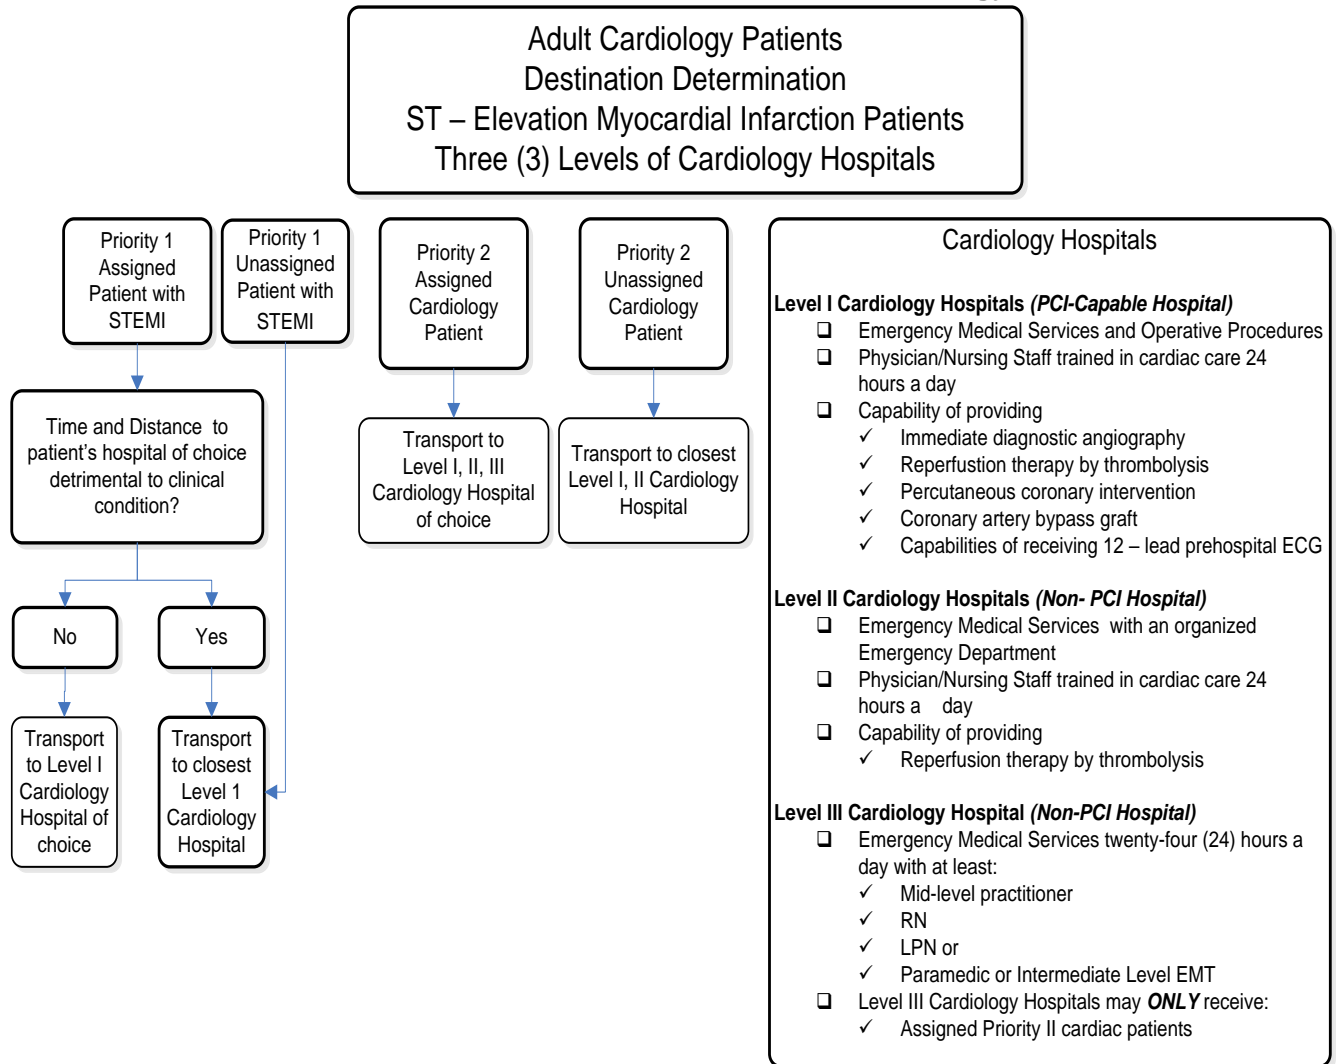 Adult Cardiology Patients
Destination Determination
ST – Elevation Myocardial Infarction Patients
Three (3) Levels of Cardiology Hospitals
Priority 1
Assigned
Patient with
STEMI
Priority 1
Unassigned
Patient with
STEMI
Priority 2
Assigned
Cardiology
Patient
Priority 2
Unassigned
Cardiology
Patient
Time and Distance to
patient’s hospital of choice
detrimental to clinical
condition?
Transport to
Level I, II, III
Cardiology Hospital
of choice
Transport to closest
Level I, II Cardiology
Hospital
No
Yes
Transport
to Level I
Cardiology
Hospital of
choice
Transport
to closest
Level 1
Cardiology
Hospital
Cardiology Hospitals
Level I Cardiology Hospitals (PCI-Capable Hospital)
❑ Emergency Medical Services and Operative Procedures
❑ Physician/Nursing Staff trained in cardiac care 24
hours a day
❑ Capability of providing
✓ Immediate diagnostic angiography
✓ Reperfustion therapy by thrombolysis
✓ Percutaneous coronary intervention
✓ Coronary artery bypass graft
✓ Capabilities of receiving 12 – lead prehospital ECG
Level II Cardiology Hospitals (Non- PCI Hospital)
❑ Emergency Medical Services with an organized
Emergency Department
❑ Physician/Nursing Staff trained in cardiac care 24
hours a day
❑ Capability of providing
✓ Reperfusion therapy by thrombolysis
Level III Cardiology Hospital (Non-PCI Hospital)
❑ Emergency Medical Services twenty-four (24) hours a
day with at least:
✓ Mid-level practitioner
✓ RN
✓ LPN or
✓ Paramedic or Intermediate Level EMT
❑ Level III Cardiology Hospitals may ONLY receive:
✓ Assigned Priority II cardiac patients